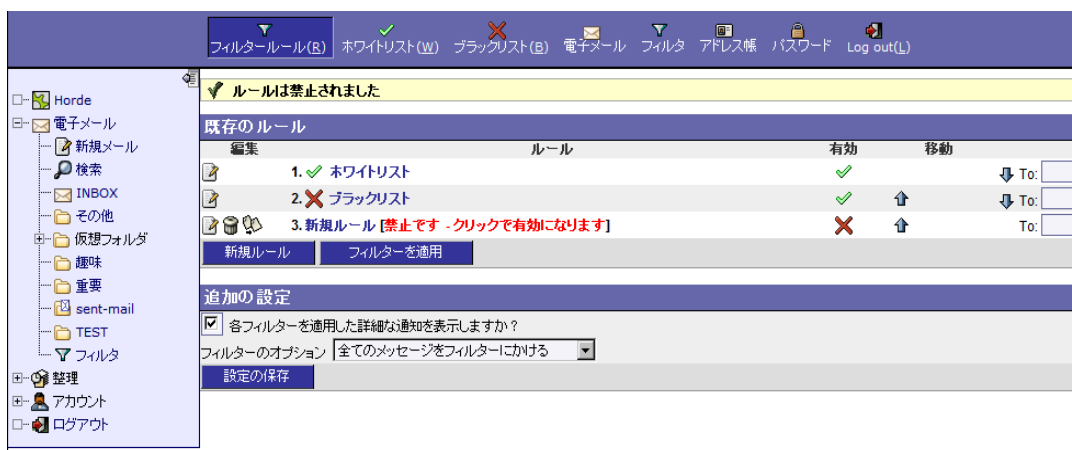 フィルタールール(R) ホワイトリスト(W) ブラックリスト(B) 電子メール フィルタ アドレス帳 パスワード Log out(L)
ルールは禁止されました
Horde
電子メール
新規メール
検索
INBOX
その他
仮想フォルダ
趣味
重要
sent-mail
TEST
フィルタ
整理
アカウント
ログアウト
既存のルール
編集 ルール 有効 移動
1. ホワイトリスト To:
2. ブラックリスト To:
3. 新規ルール [禁止です - クリックで有効になります] To:
新規ルール フィルターを適用
追加の設定
各フィルターを適用した詳細な通知を表示しますか？
フィルターのオプション 全てのメッセージをフィルターにかける
設定の保存